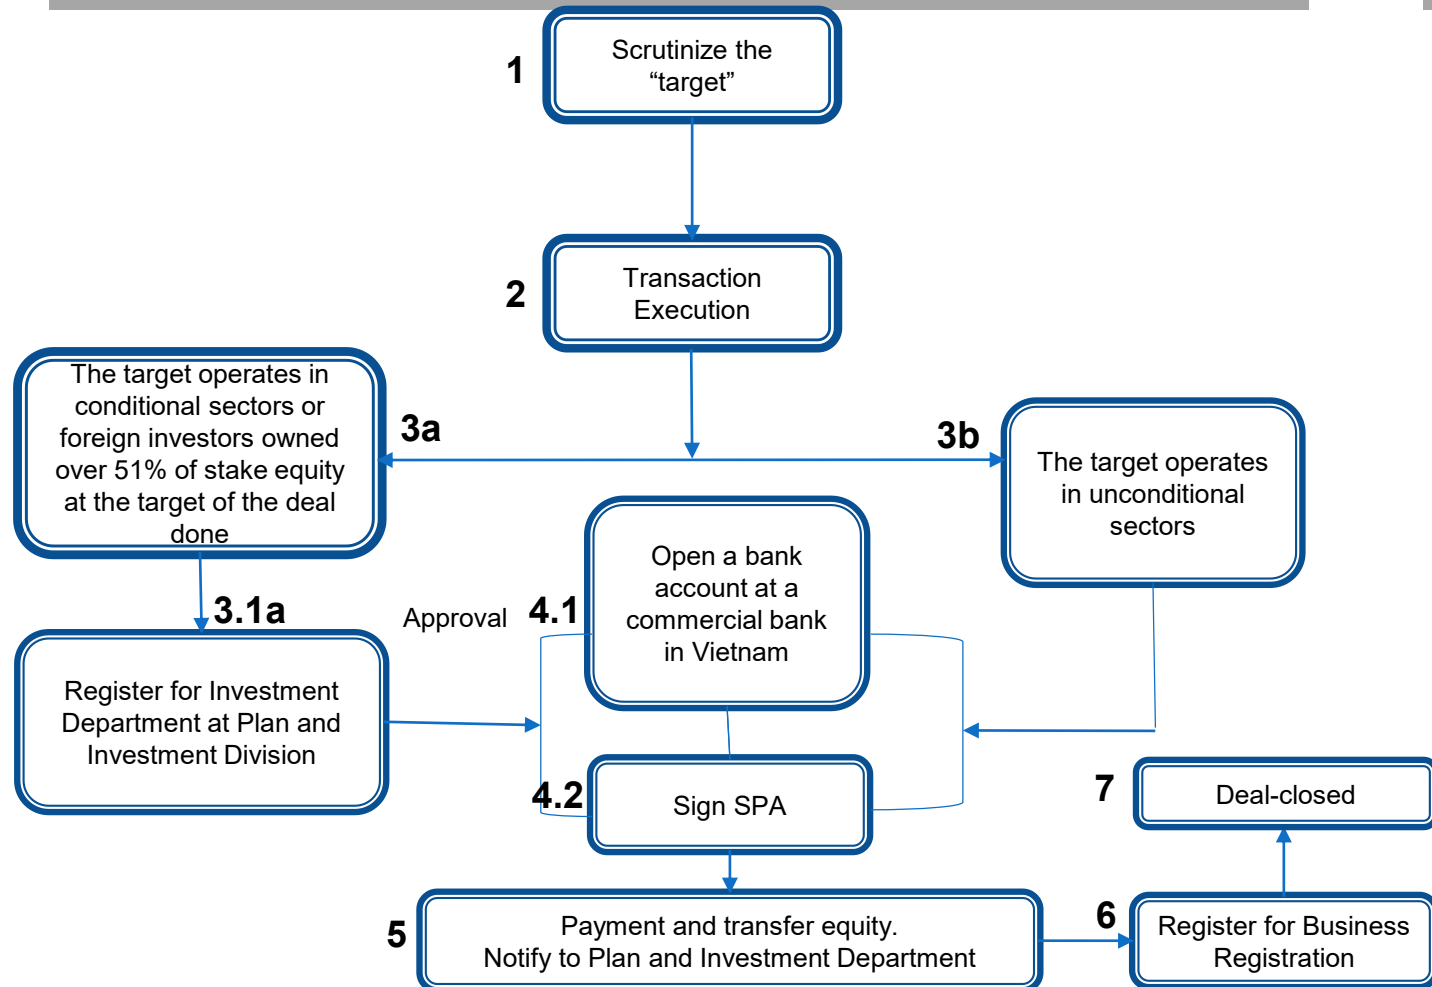 1
Scrutinize the
“target”
2
Transaction
Execution
The target operates in
conditional sectors or
foreign investors owned
over 51% of stake equity
at the target of the deal
done
3a
3b
The target operates
in unconditional
sectors
3.1a
Register for Investment
Department at Plan and
Investment Division
Approval
4.1
Open a bank
account at a
commercial bank
in Vietnam
4.2
Sign SPA
5
Payment and transfer equity.
Notify to Plan and Investment Department
6
Register for Business
Registration
7
Deal-closed